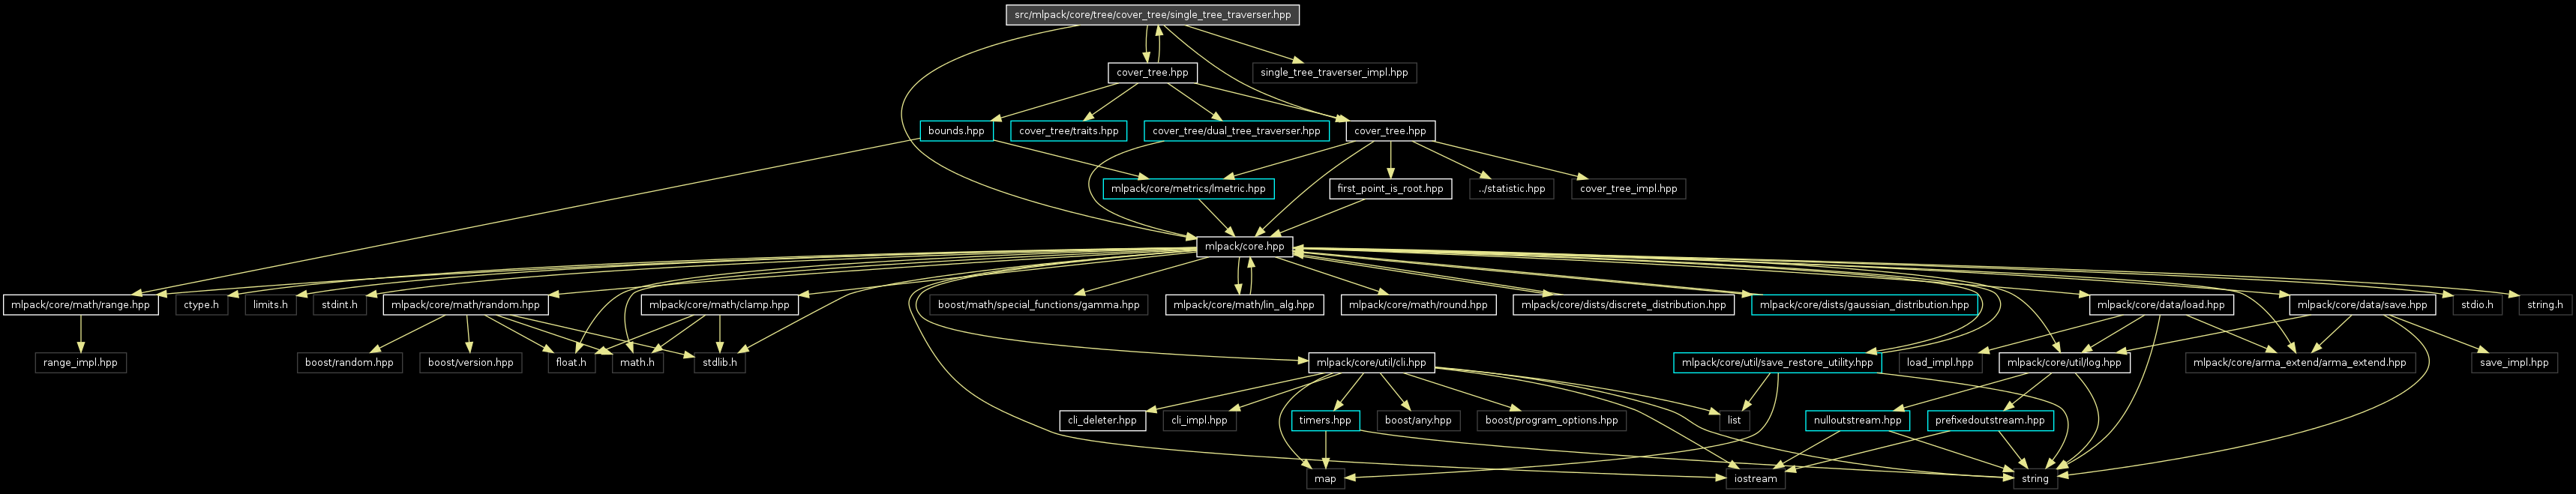 src/mlpack/core/tree/cover_tree/single_tree_traverser.hpp
cover_tree.hpp
single_tree_traverser_impl.hpp
bounds.hpp
cover_tree/traits.hpp
cover_tree/dual_tree_traverser.hpp
cover_tree.hpp
mlpack/core/metrics/lmetric.hpp
first_point_is_root.hpp
../statistic.hpp
cover_tree_impl.hpp
mlpack/core.hpp
mlpack/core/math/range.hpp
ctype.h
limits.h
stdint.h
mlpack/core/math/random.hpp
mlpack/core/math/clamp.hpp
boost/math/special_functions/gamma.hpp
mlpack/core/math/lin_alg.hpp
mlpack/core/math/round.hpp
mlpack/core/dists/discrete_distribution.hpp
mlpack/core/dists/gaussian_distribution.hpp
mlpack/core/data/load.hpp
mlpack/core/data/save.hpp
stdio.h
string.h
range_impl.hpp
boost/random.hpp
boost/version.hpp
float.h
math.h
stdlib.h
mlpack/core/util/cli.hpp
mlpack/core/util/save_restore_utility.hpp
load_impl.hpp
mlpack/core/util/log.hpp
mlpack/core/arma_extend/arma_extend.hpp
save_impl.hpp
cli_deleter.hpp
cli_impl.hpp
timers.hpp
boost/any.hpp
boost/program_options.hpp
list
nulloutstream.hpp
prefixedoutstream.hpp
map
iostream
string